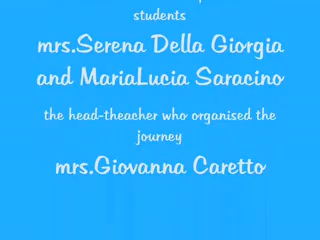 students
mrs.Serena Della Giorgia
and MariaLucia Saracino
the head-theacher who organised the
journey
mrs.Giovanna Caretto